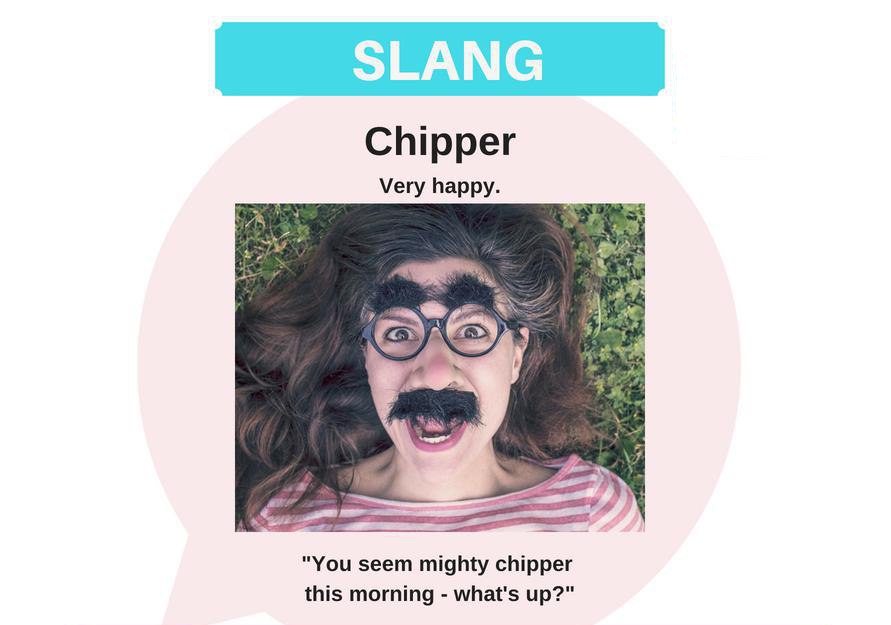 SLANG
Chipper
Very happy.
"You seem mighty chipper
this morning - what's up?"